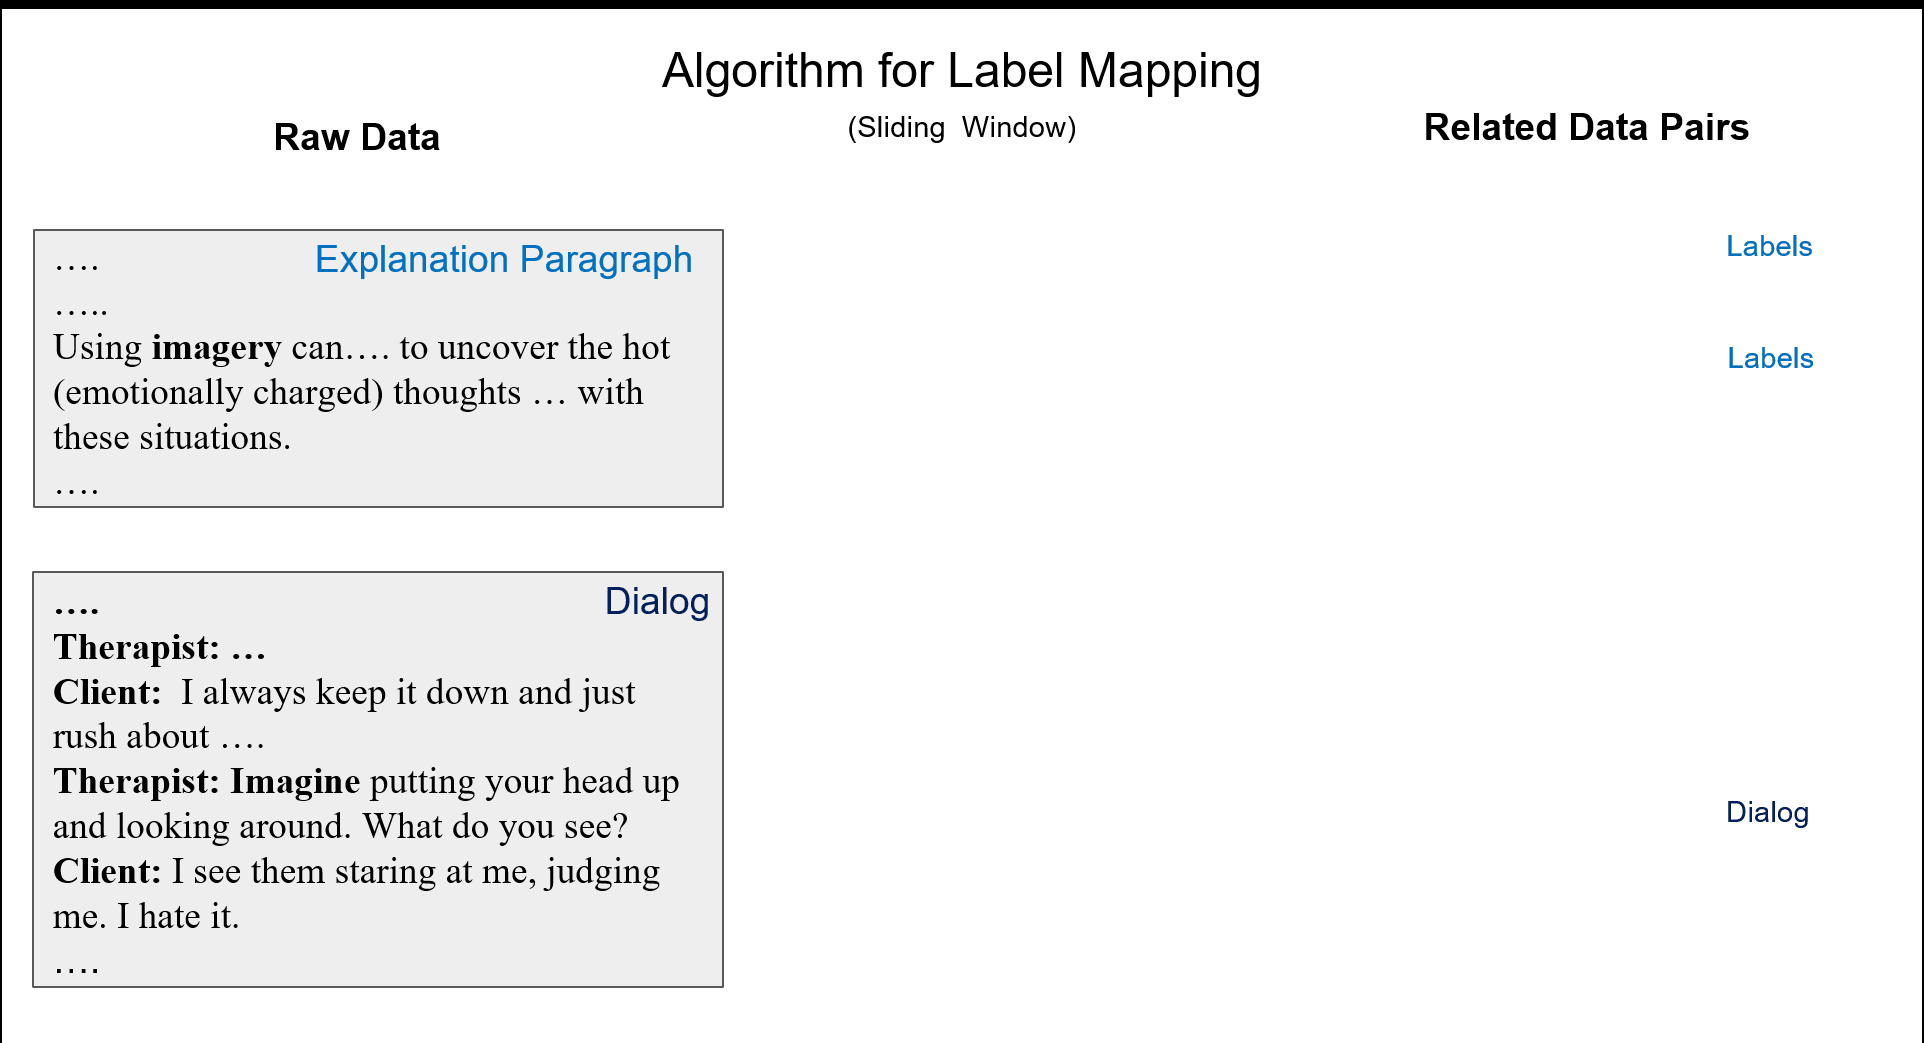 Algorithm for Label Mapping
(Sliding Window)
Raw Data
Related Data Pairs
Explanation Paragraph
….
…..
Using imagery can…. to uncover the hot
(emotionally charged) thoughts … with
these situations.
….
Labels
Labels
Dialog
….
Therapist: …
Client: I always keep it down and just
rush about ….
Therapist: Imagine putting your head up
and looking around. What do you see?
Client: I see them staring at me, judging
me. I hate it.
….
Dialog